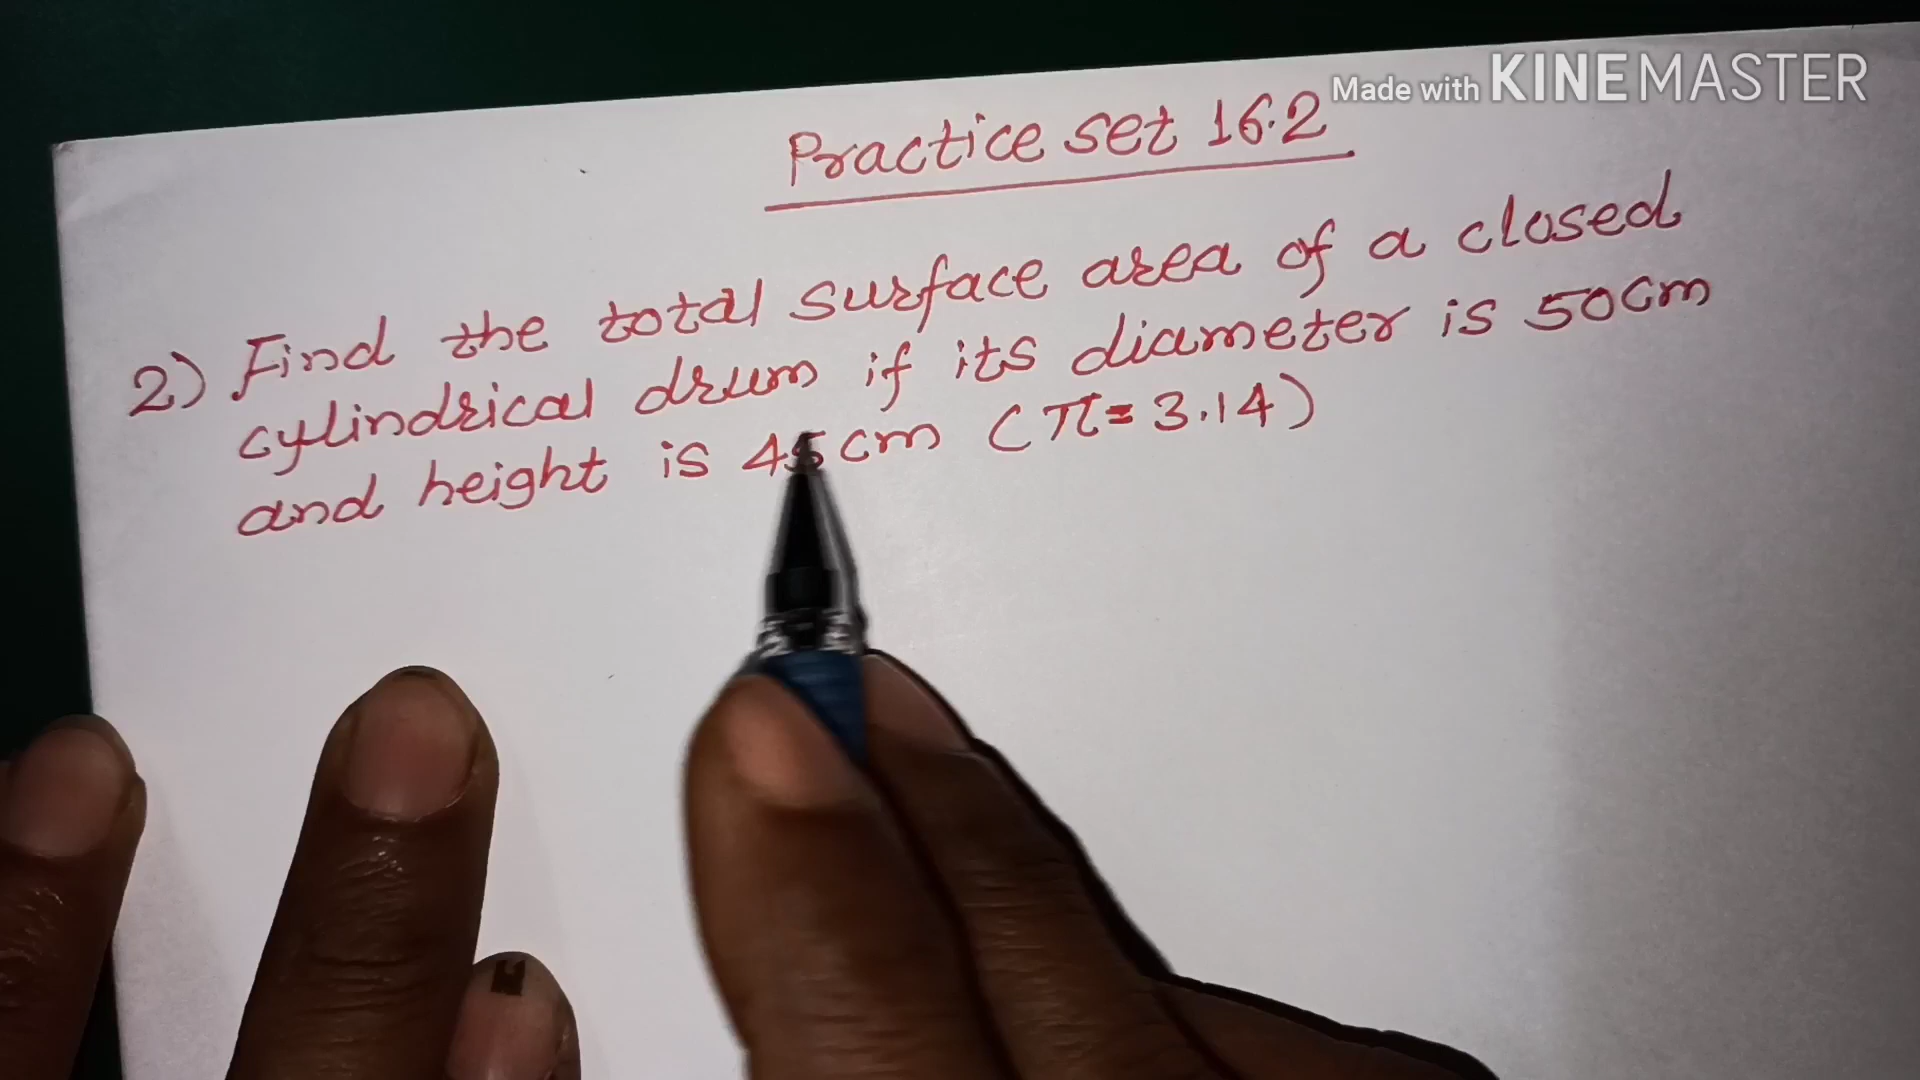 Made with KINEMASTER
Practice set 16.2
2) Find the total surface area of a closed
cylindrical drum if its diameter is 50cm
and height is 45cm (π=3.14)